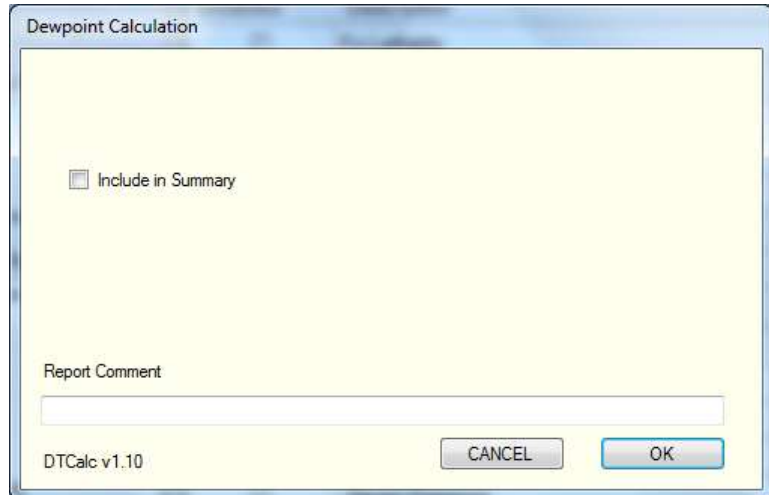 Dewpoint Calculation
Include in Summary
Report Comment
DTCalc v1.10
CANCEL
OK